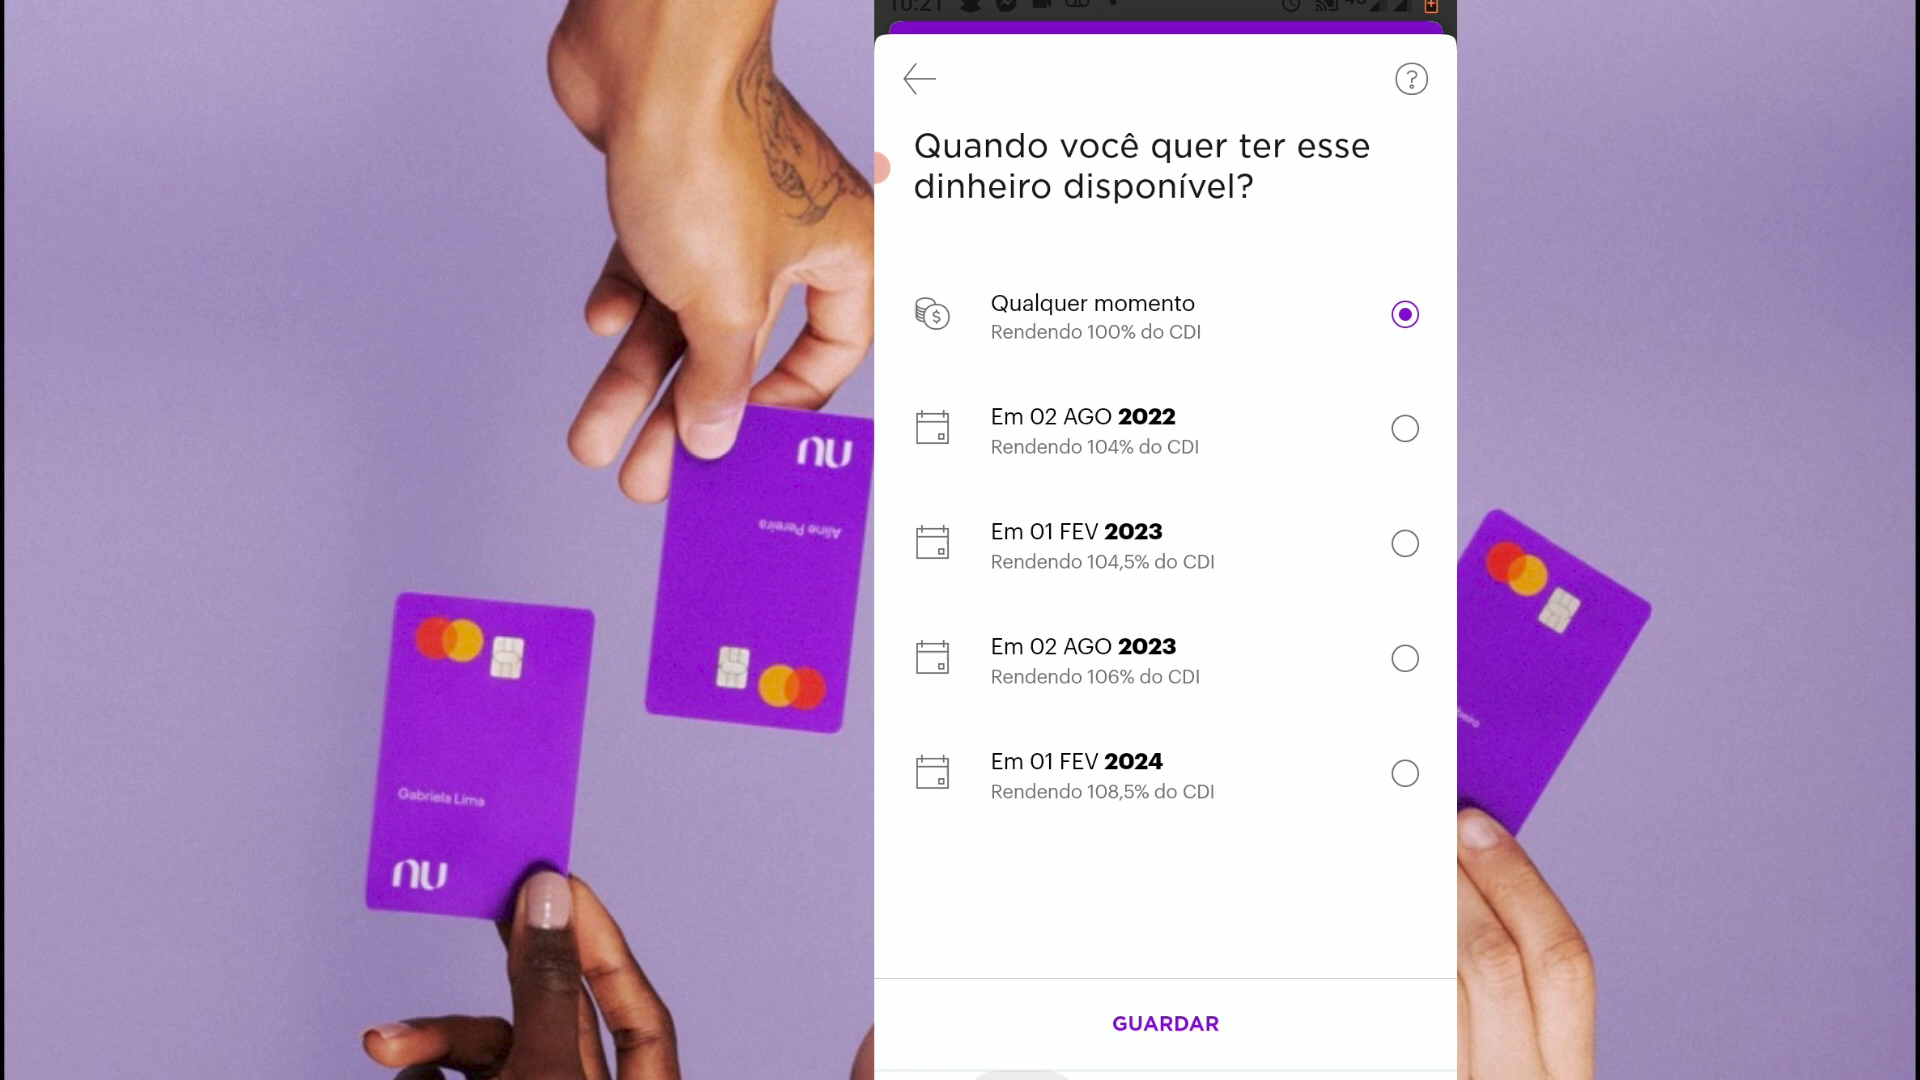 Quando você quer ter esse
dinheiro disponível?
Qualquer momento
Rendendo 100% do CDI
Em 02 AGO 2022
Rendendo 104% do CDI
Em 01 FEV 2023
Rendendo 104,5% do CDI
Em 02 AGO 2023
Rendendo 106% do CDI
Em 01 FEV 2024
Rendendo 108,5% do CDI
GUARDAR
nu
Aline Pereira
Gabriela Lima
nu